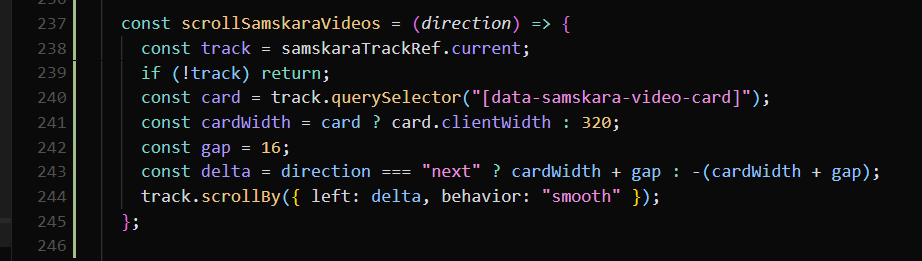 237 const scrollSamskaraVideos = (direction) => {
238 const track = samskaraTrackRef.current;
239 if (!track) return;
240 const card = track.querySelector("[data-samskara-video-card]");
241 const cardWidth = card ? card.clientWidth : 320;
242 const gap = 16;
243 const delta = direction === "next" ? cardWidth + gap : -(cardWidth + gap);
244 track.scrollBy({ left: delta, behavior: "smooth" });
245 };
246